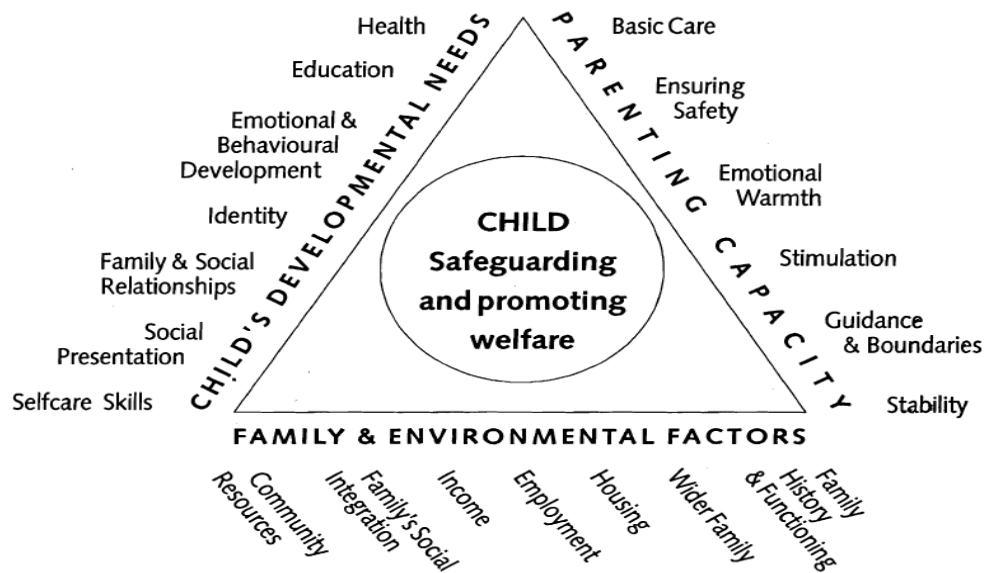 Health
Education
Emotional &
Behavioural
Development
Identity
Family & Social
Relationships
Social
Presentation
Selfcare Skills
CHILD'S DEVELOPMENTAL NEEDS
CHILD
Safeguarding
and promoting
welfare
PARENTING CAPACITY
Basic Care
Ensuring
Safety
Emotional
Warmth
Stimulation
Guidance
& Boundaries
Stability
FAMILY & ENVIRONMENTAL FACTORS
Community
Resources
Family's Social
Integration
Income
Employment
Housing
Wider Family
Family
History
& Functioning